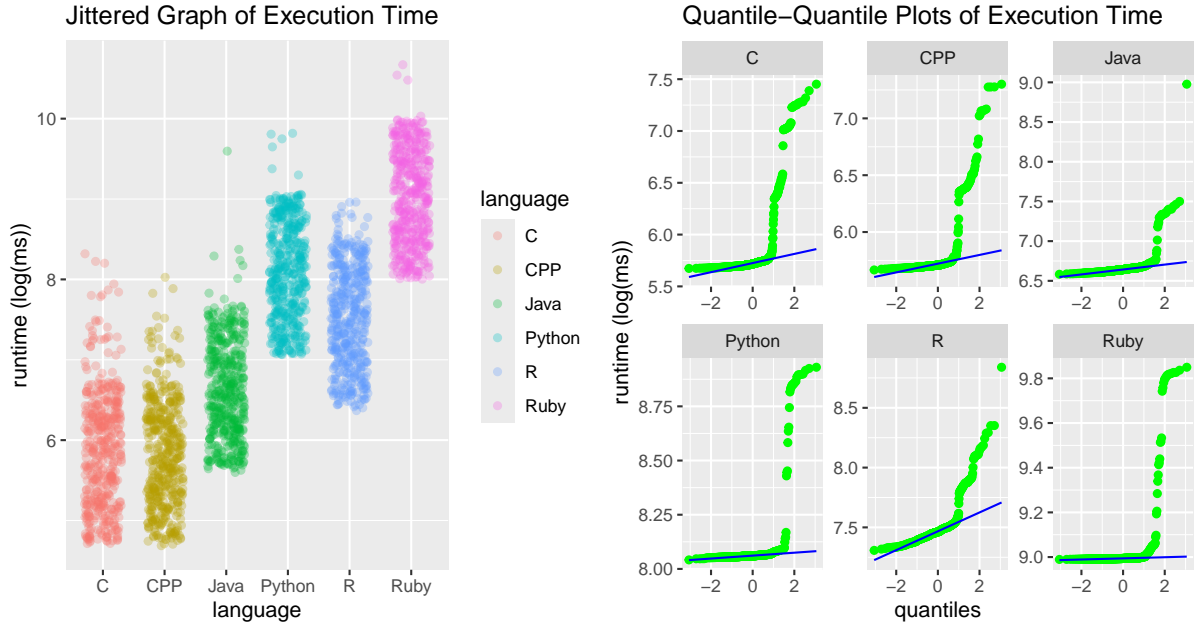 Jittered Graph of Execution Time
runtime (log(ms))
10
8
6
C CPP Java Python R Ruby
language
language
C
CPP
Java
Python
R
Ruby
Quantile−Quantile Plots of Execution Time
runtime (log(ms))
C
7.5
7.0
6.5
6.0
5.5
−2 0 2
CPP
7.0
6.5
6.0
−2 0 2
Java
9.0
8.5
8.0
7.5
7.0
6.5
−2 0 2
Python
8.75
8.50
8.25
8.00
−2 0 2
R
8.5
8.0
7.5
−2 0 2
Ruby
9.8
9.6
9.4
9.2
9.0
−2 0 2
quantiles